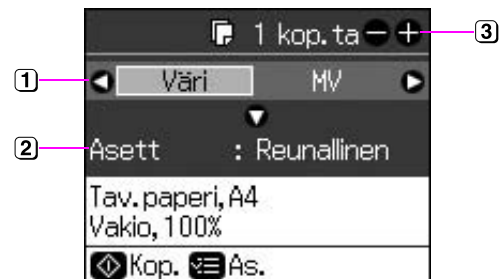 1 kop.ta
3
1
Väri MV
2
Asett : Reunallinen
Tav.paperi, A4
Vakio, 100%
Kop. As.